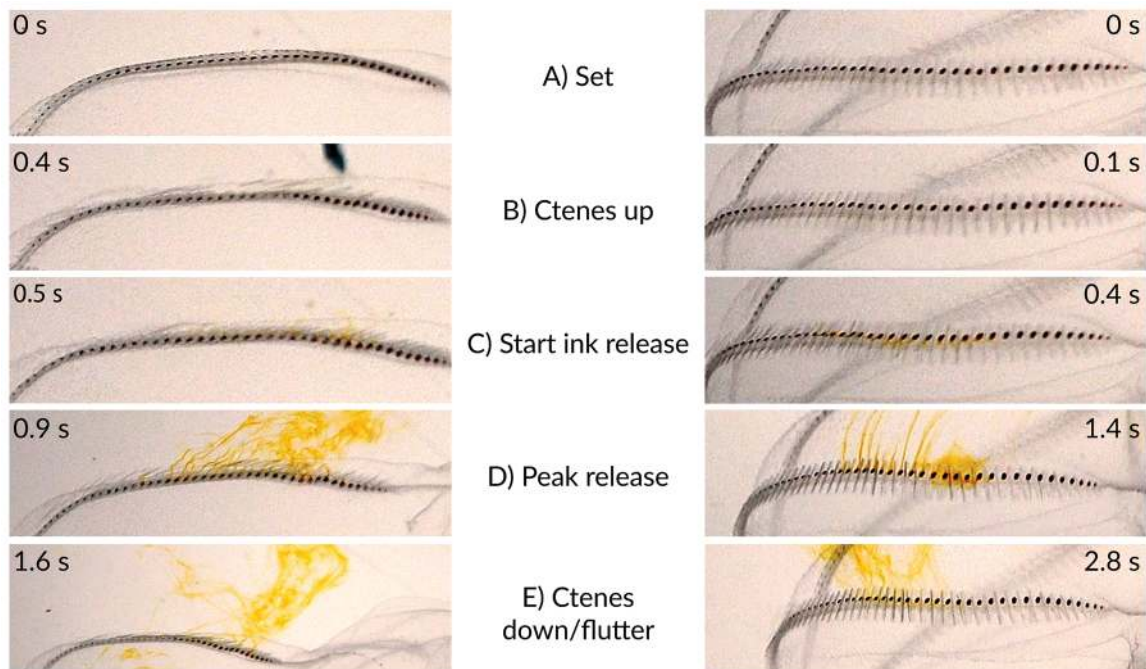 0 s
A) Set
0 s
0.4 s
B) Ctenes up
0.1 s
0.5 s
C) Start ink release
0.4 s
0.9 s
D) Peak release
1.4 s
1.6 s
E) Ctenes
down/flutter
2.8 s